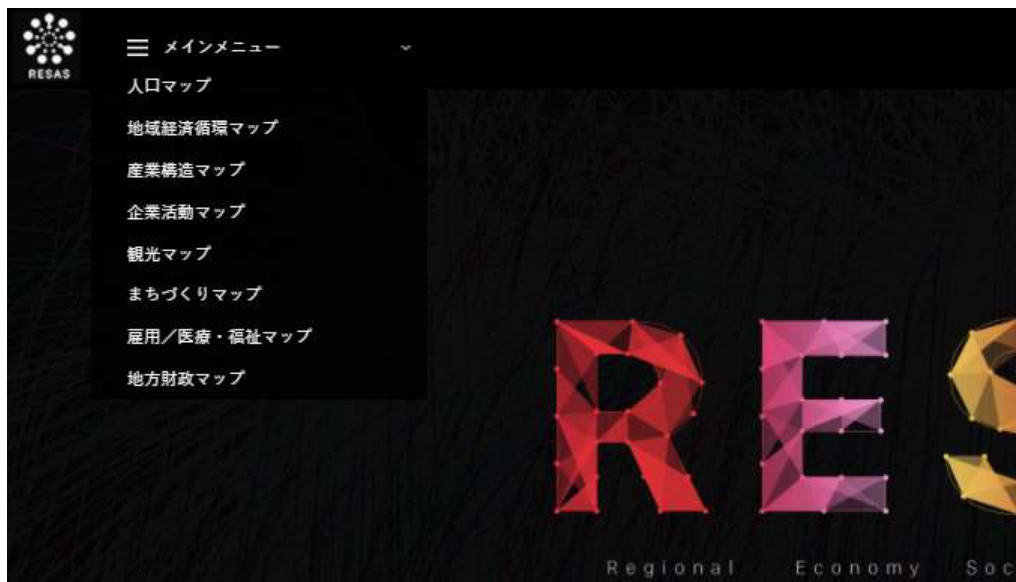 RESAS
メインメニュー
人口マップ
地域経済循環マップ
産業構造マップ
企業活動マップ
観光マップ
まちづくりマップ
雇用／医療・福祉マップ
地方財政マップ
RES
Regional Economy Soc